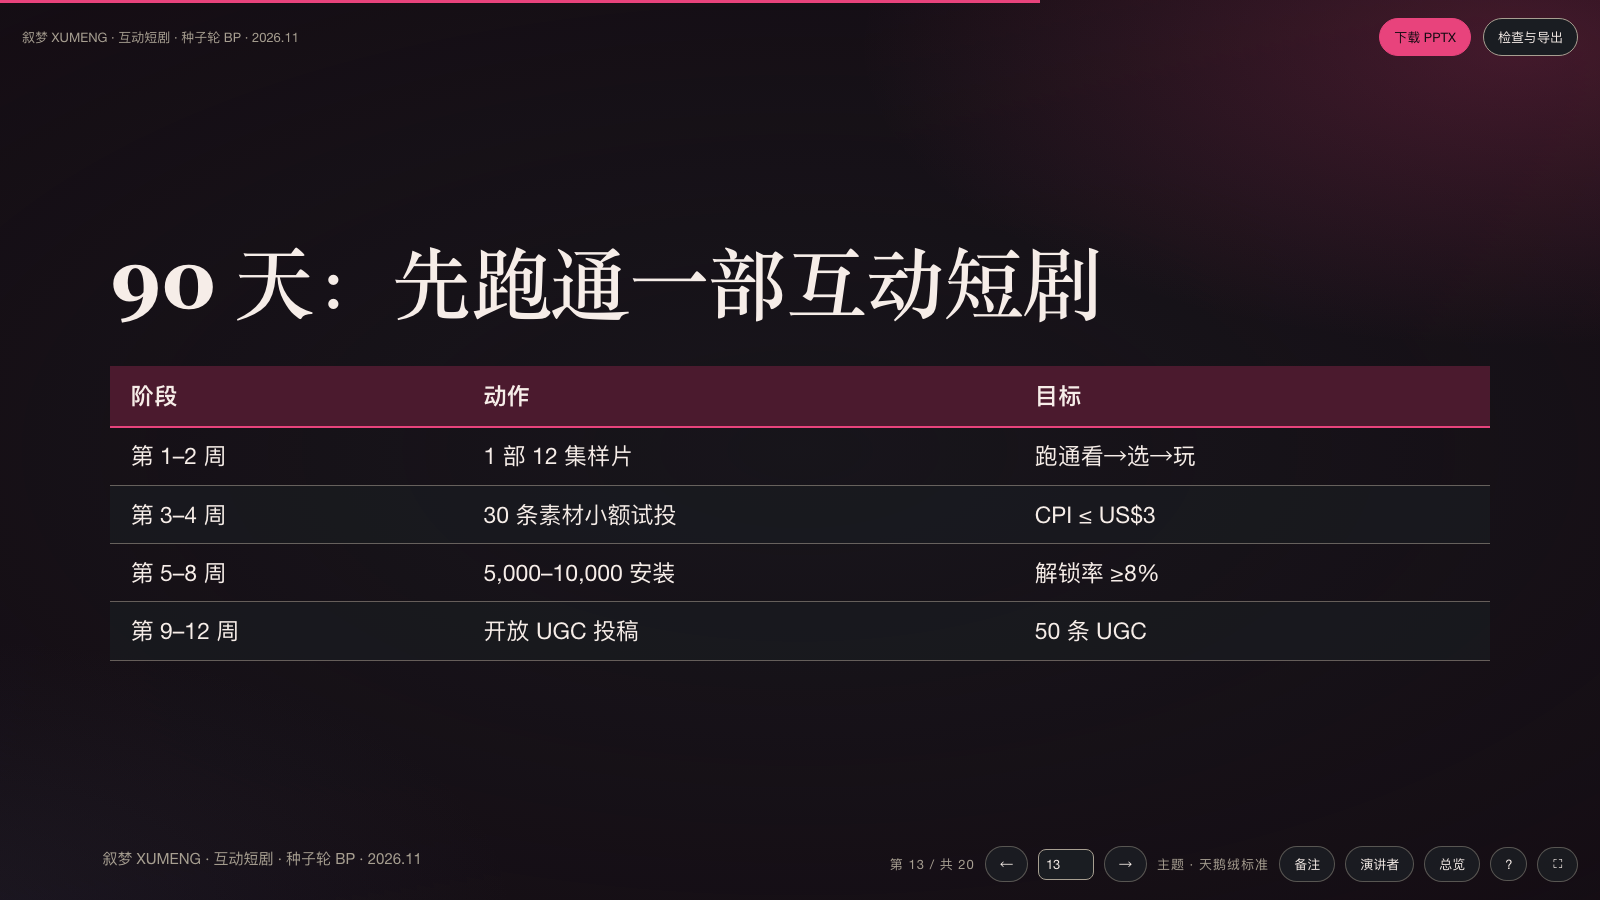 叙梦 XUMENG · 互动短剧 · 种子轮 BP · 2026.11
下载 PPTX
检查与导出
90 天：先跑通一部互动短剧
阶段 动作 目标
第 1–2 周 1 部 12 集样片 跑通看→选→玩
第 3–4 周 30 条素材小额试投 CPI ≤ US$3
第 5–8 周 5,000–10,000 安装 解锁率 ≥8%
第 9–12 周 开放 UGC 投稿 50 条 UGC
叙梦 XUMENG · 互动短剧 · 种子轮 BP · 2026.11
第 13 / 共 20 ← 13 → 主题 · 天鹅绒标准 备注 演讲者 总览 ?